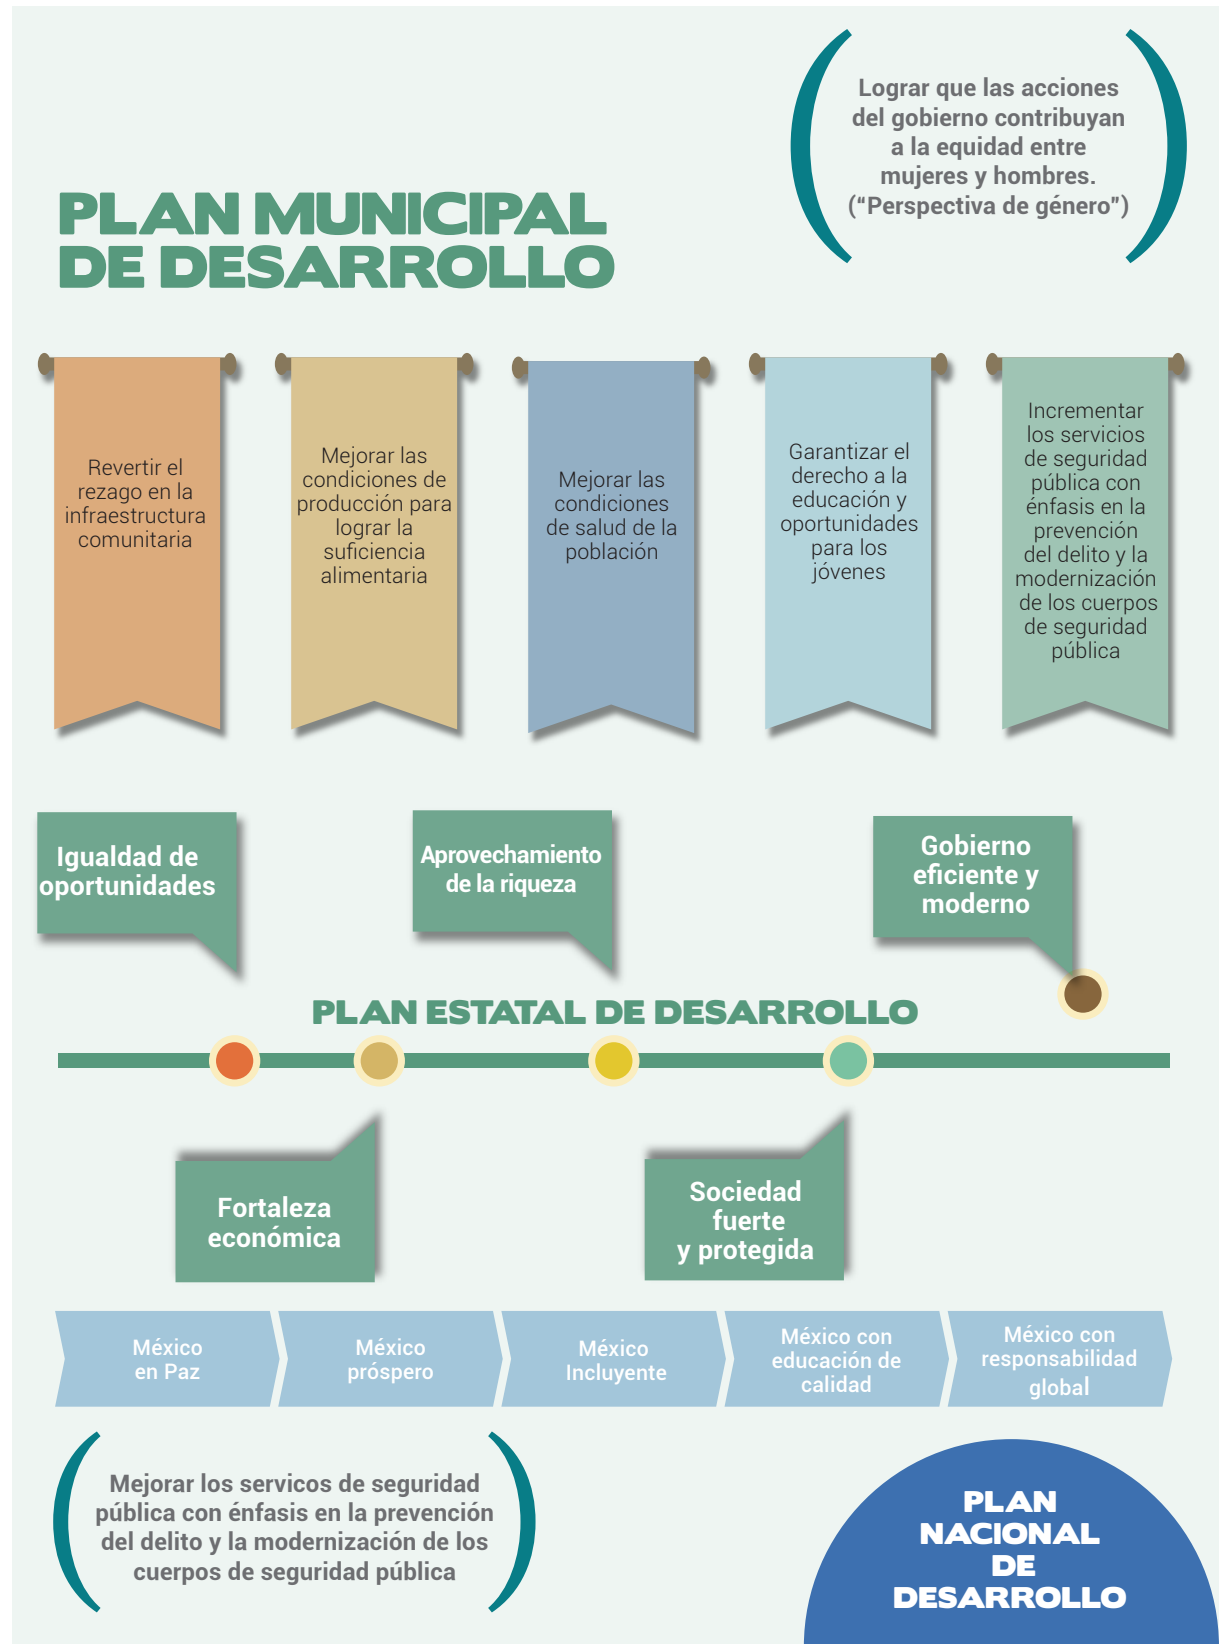 Lograr que las acciones
del gobierno contribuyan
a la equidad entre
mujeres y hombres.
(“Perspectiva de género”)
PLAN MUNICIPAL
DE DESARROLLO
Revertir el
rezago en la
infraestructura
comunitaria
Mejorar las
condiciones de
producción para
lograr la
suficiencia
alimentaria
Mejorar las
condiciones
de salud de la
población
Garantizar el
derecho a la
educación y
oportunidades
para los
jóvenes
Incrementar
los servicios
de seguridad
pública con
énfasis en la
prevención
del delito y la
modernización
de los cuerpos
de seguridad
pública
Igualdad de
oportunidades
Aprovechamiento
de la riqueza
Gobierno
eficiente y
moderno
PLAN ESTATAL DE DESARROLLO
Fortaleza
económica
Sociedad
fuerte
y protegida
México
en Paz
México
próspero
México
Incluyente
México con
educación de
calidad
México con
responsabilidad
global
Mejorar los servicos de seguridad
pública con énfasis en la prevención
del delito y la modernización de los
cuerpos de seguridad pública
PLAN
NACIONAL
DE
DESARROLLO